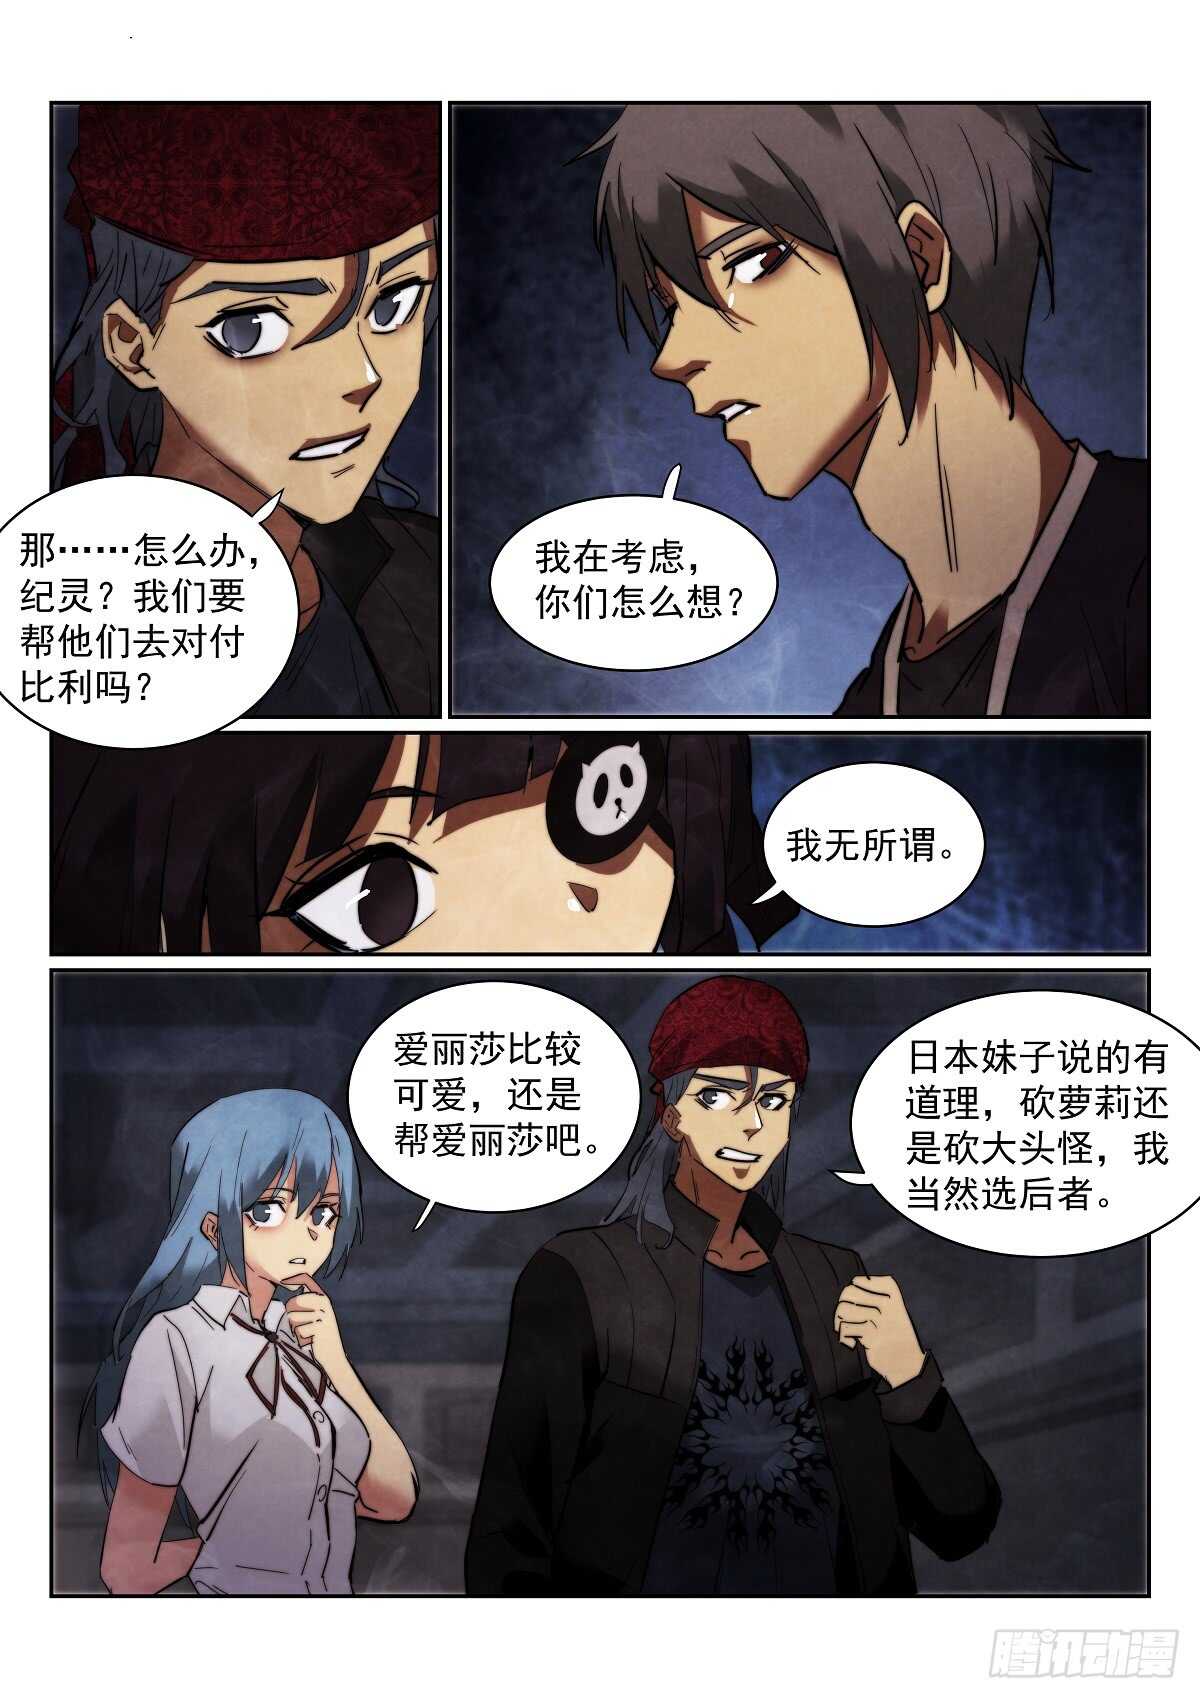 那……怎么办，
纪灵？我们要
帮他们去对付
比利吗？
我在考虑，
你们怎么想？
我无所谓。
爱丽莎比较
可爱，还是
帮爱丽莎吧。
日本妹子说的有
道理，砍萝莉还
是砍大头怪，我
当然选后者。
腾讯动漫